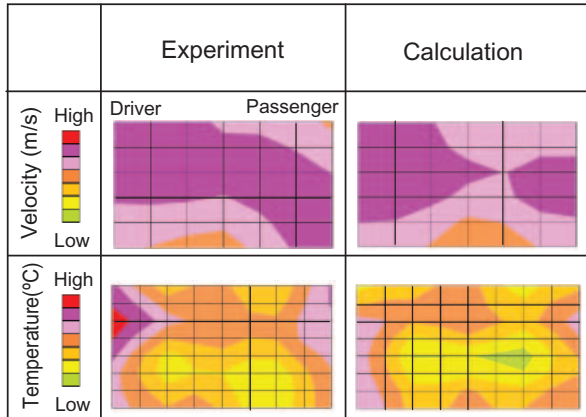 Experiment
Calculation
Velocity (m/s)
High
Low
Driver
Passenger
Temperature(ºC)
High
Low